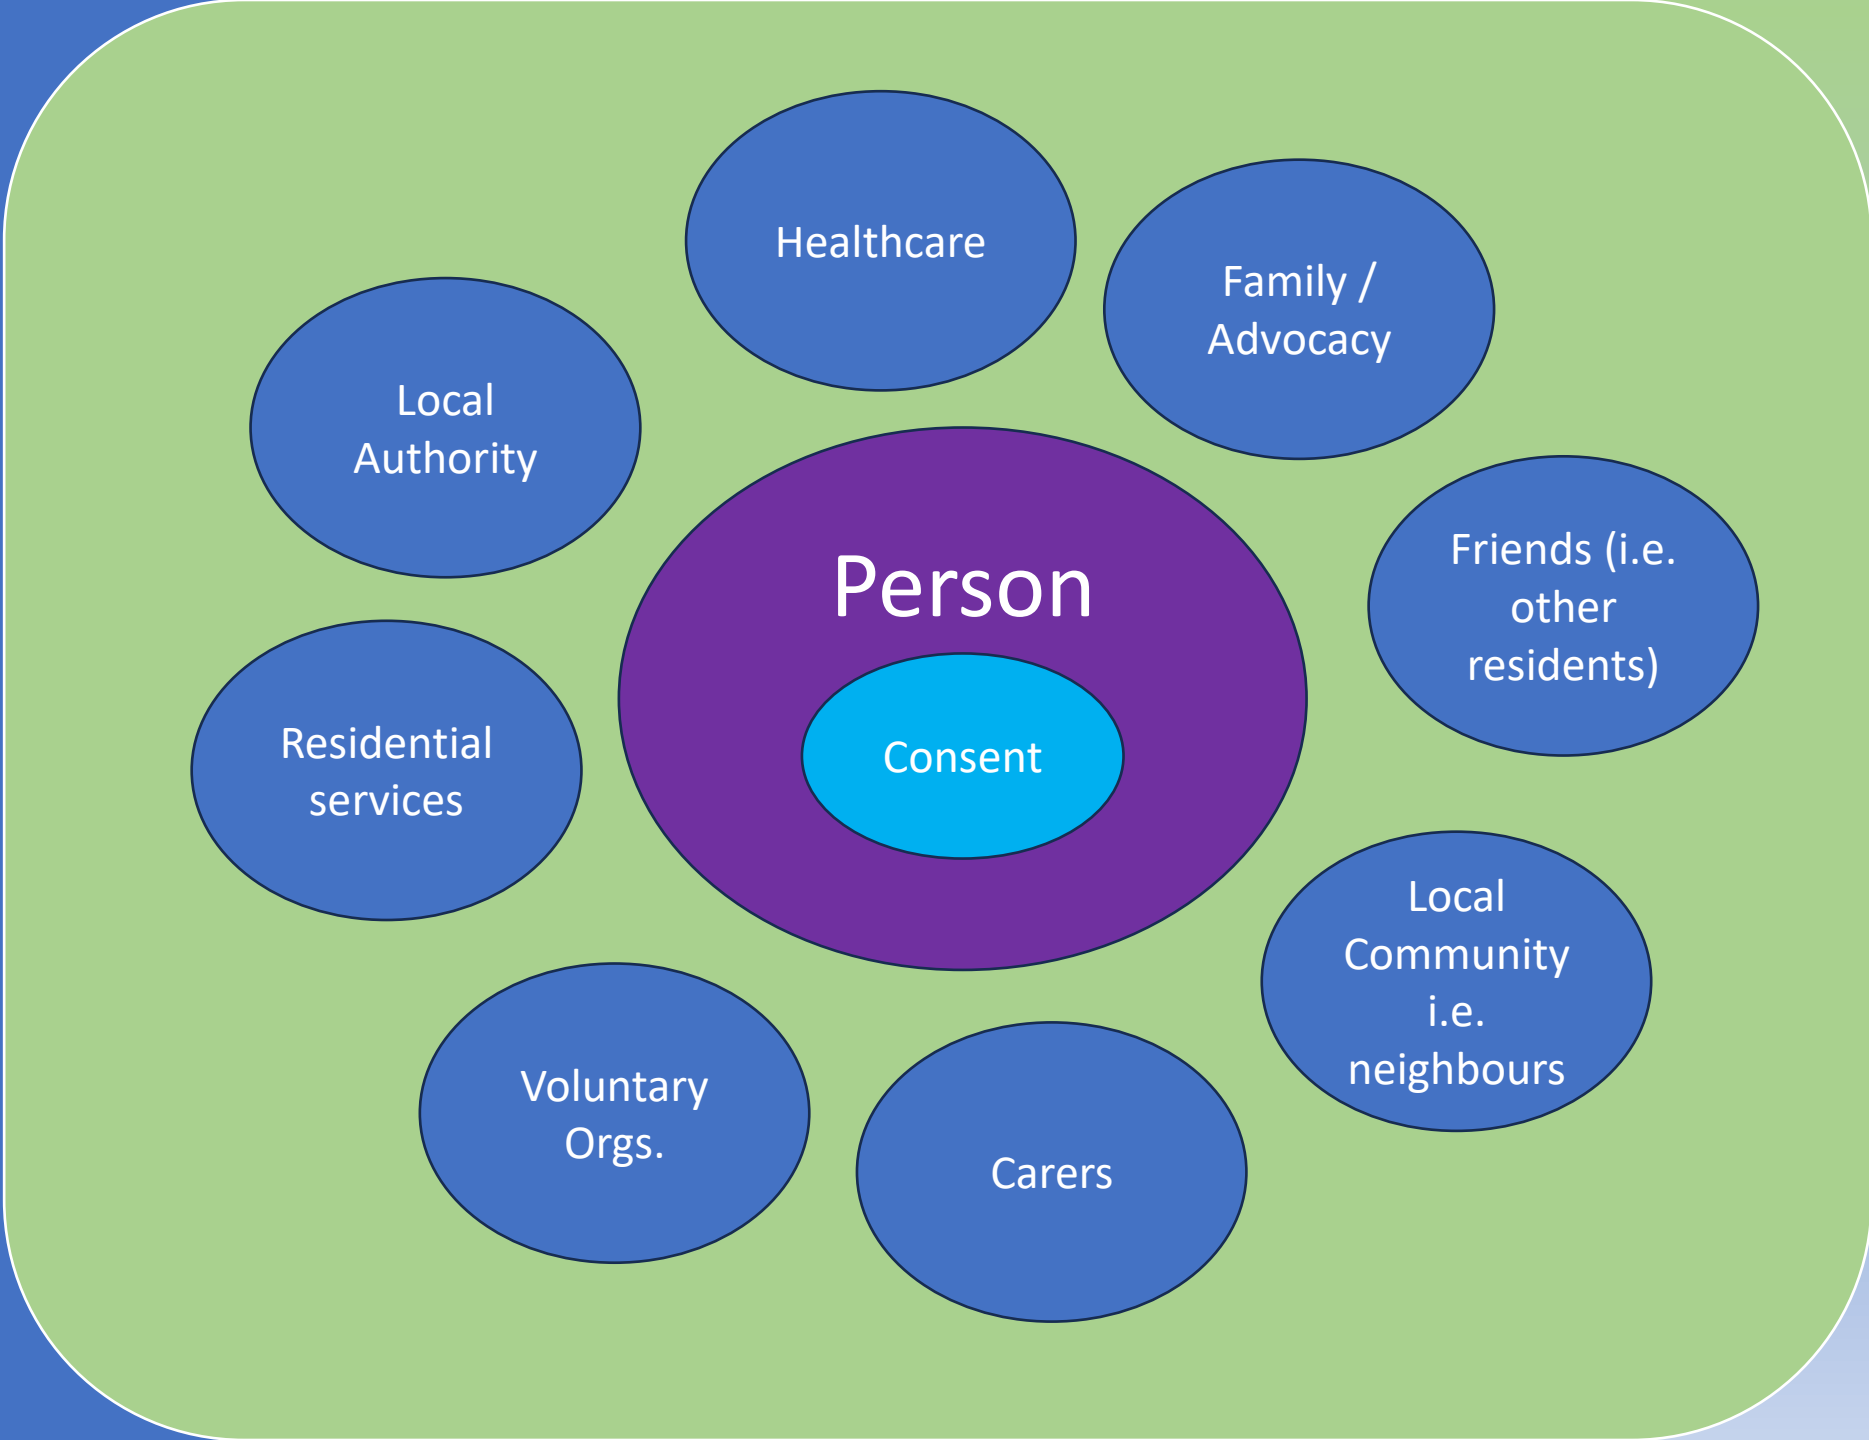 Healthcare
Family /
Advocacy
Local
Authority
Friends (i.e.
other
residents)
Person
Consent
Residential
services
Local
Community
i.e.
neighbours
Voluntary
Orgs.
Carers